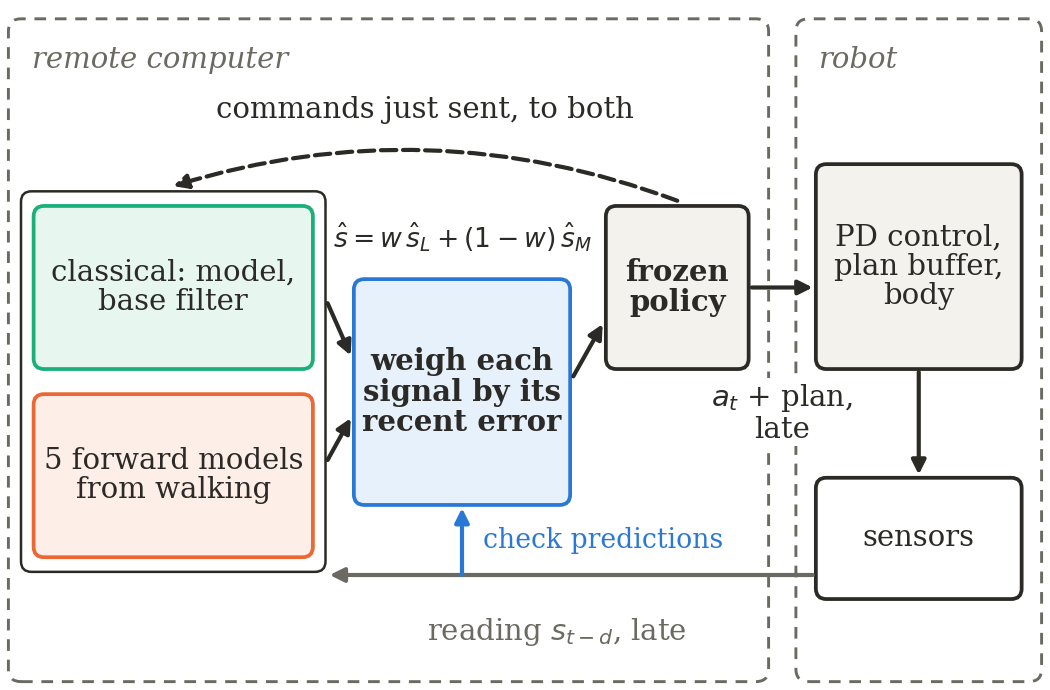 remote computer
robot
commands just sent, to both
ŝ = w ŝ_L + (1 − w) ŝ_M
classical: model,
base filter
frozen
policy
PD control,
plan buffer,
body
weigh each
signal by its
recent error
a_t + plan,
late
5 forward models
from walking
sensors
check predictions
reading s_{t−d}, late